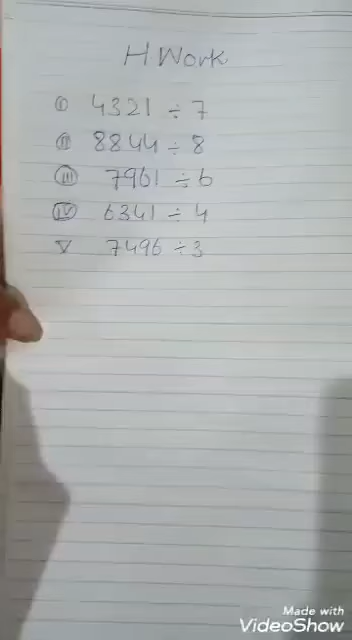 H Work
(i) 4321 ÷ 7
(ii) 8844 ÷ 8
(iii) 7961 ÷ 6
(iv) 6341 ÷ 4
V 7496 ÷ 3
Made with
VideoShow